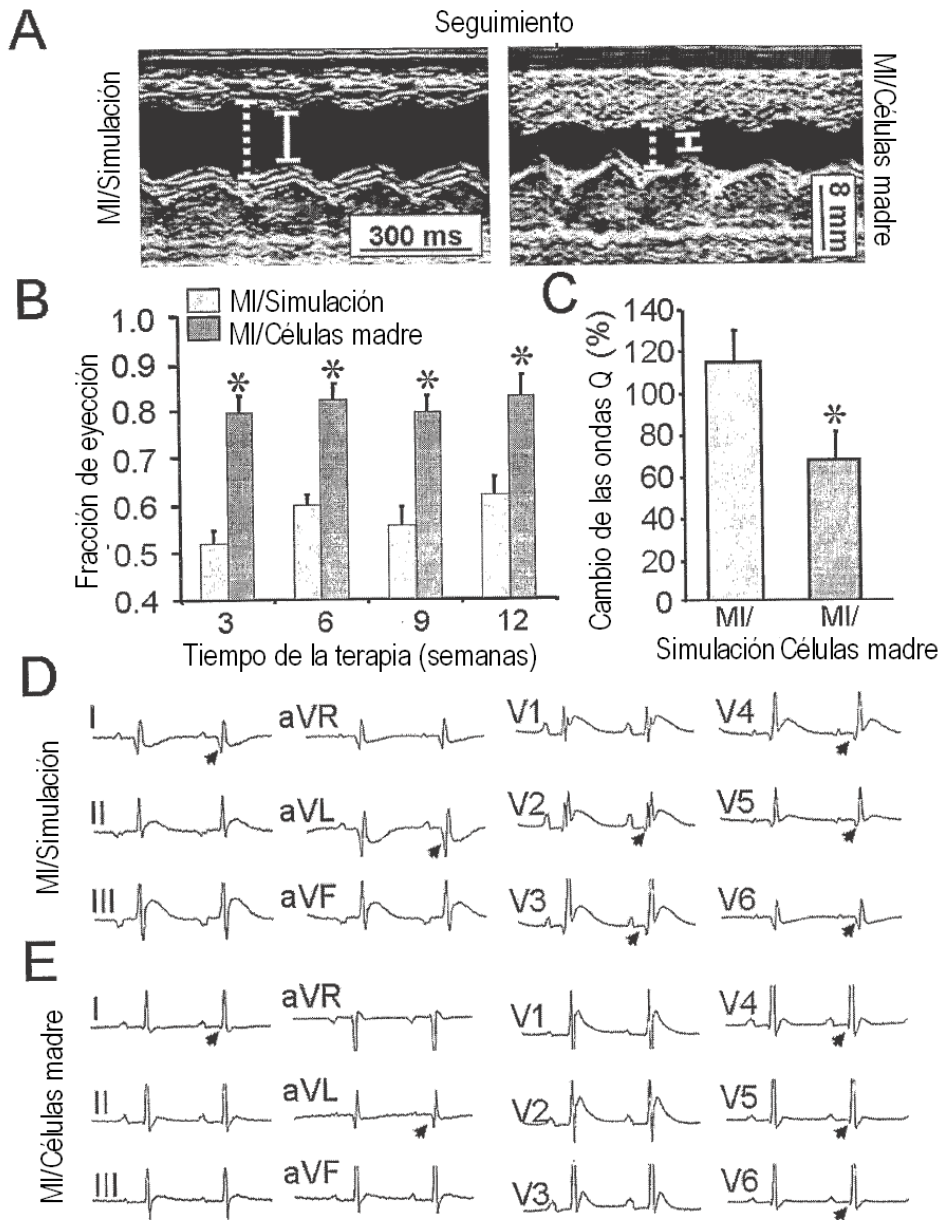 A
Seguimiento
MI/Simulación
300 ms
8 mm
MI/Células madre
B
MI/Simulación
MI/Células madre
Fracción de eyección
1.0
0.9
0.8
0.7
0.6
0.5
0.4
* * * *
3 6 9 12
Tiempo de la terapia (semanas)
C
Cambio de las ondas Q (%)
140
120
100
80
60
40
20
0
*
MI/ MI/
Simulación Células madre
D
MI/Simulación
I aVR V1 V4
II aVL V2 V5
III aVF V3 V6
E
MI/Células madre
I aVR V1 V4
II aVL V2 V5
III aVF V3 V6